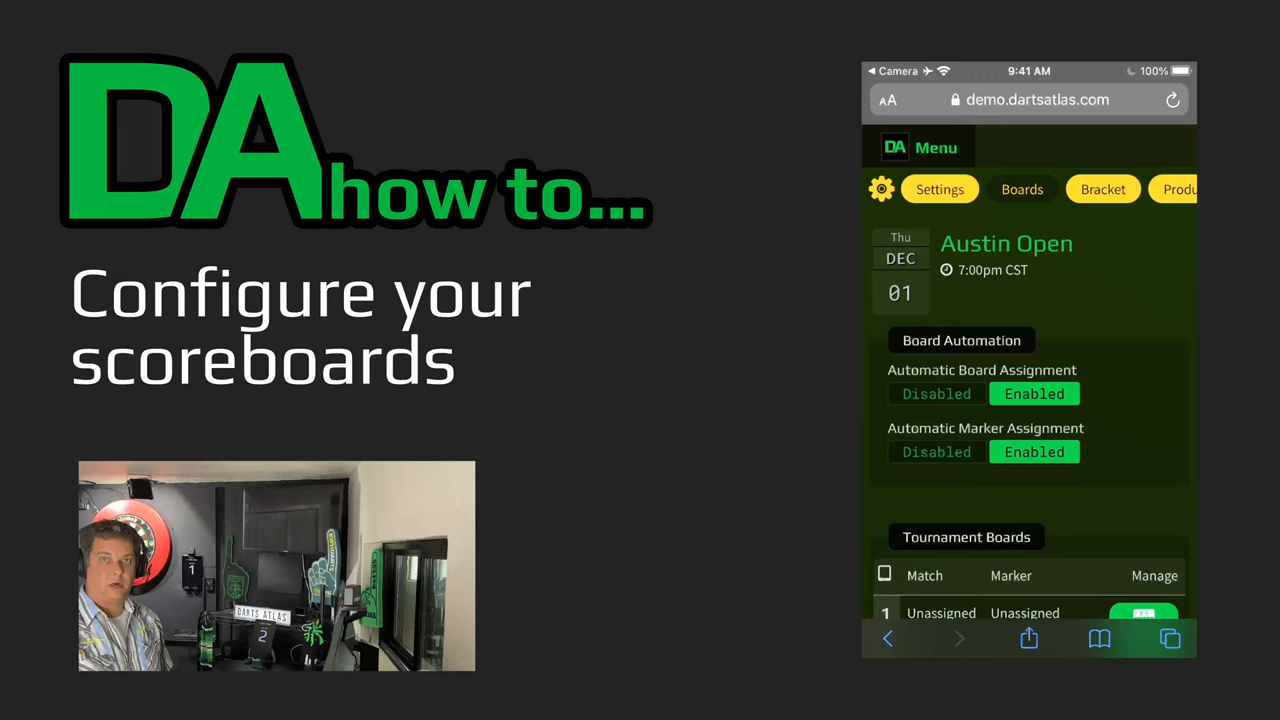 DA how to...
Configure your
scoreboards
1
DARTS ATLAS
2
Camera
9:41 AM
100%
AA
demo.dartsatlas.com
DA Menu
Settings
Boards
Bracket
Produ
Thu
DEC
01
Austin Open
7:00pm CST
Board Automation
Automatic Board Assignment
Disabled Enabled
Automatic Marker Assignment
Disabled Enabled
Tournament Boards
Match Marker Manage
1 Unassigned Unassigned